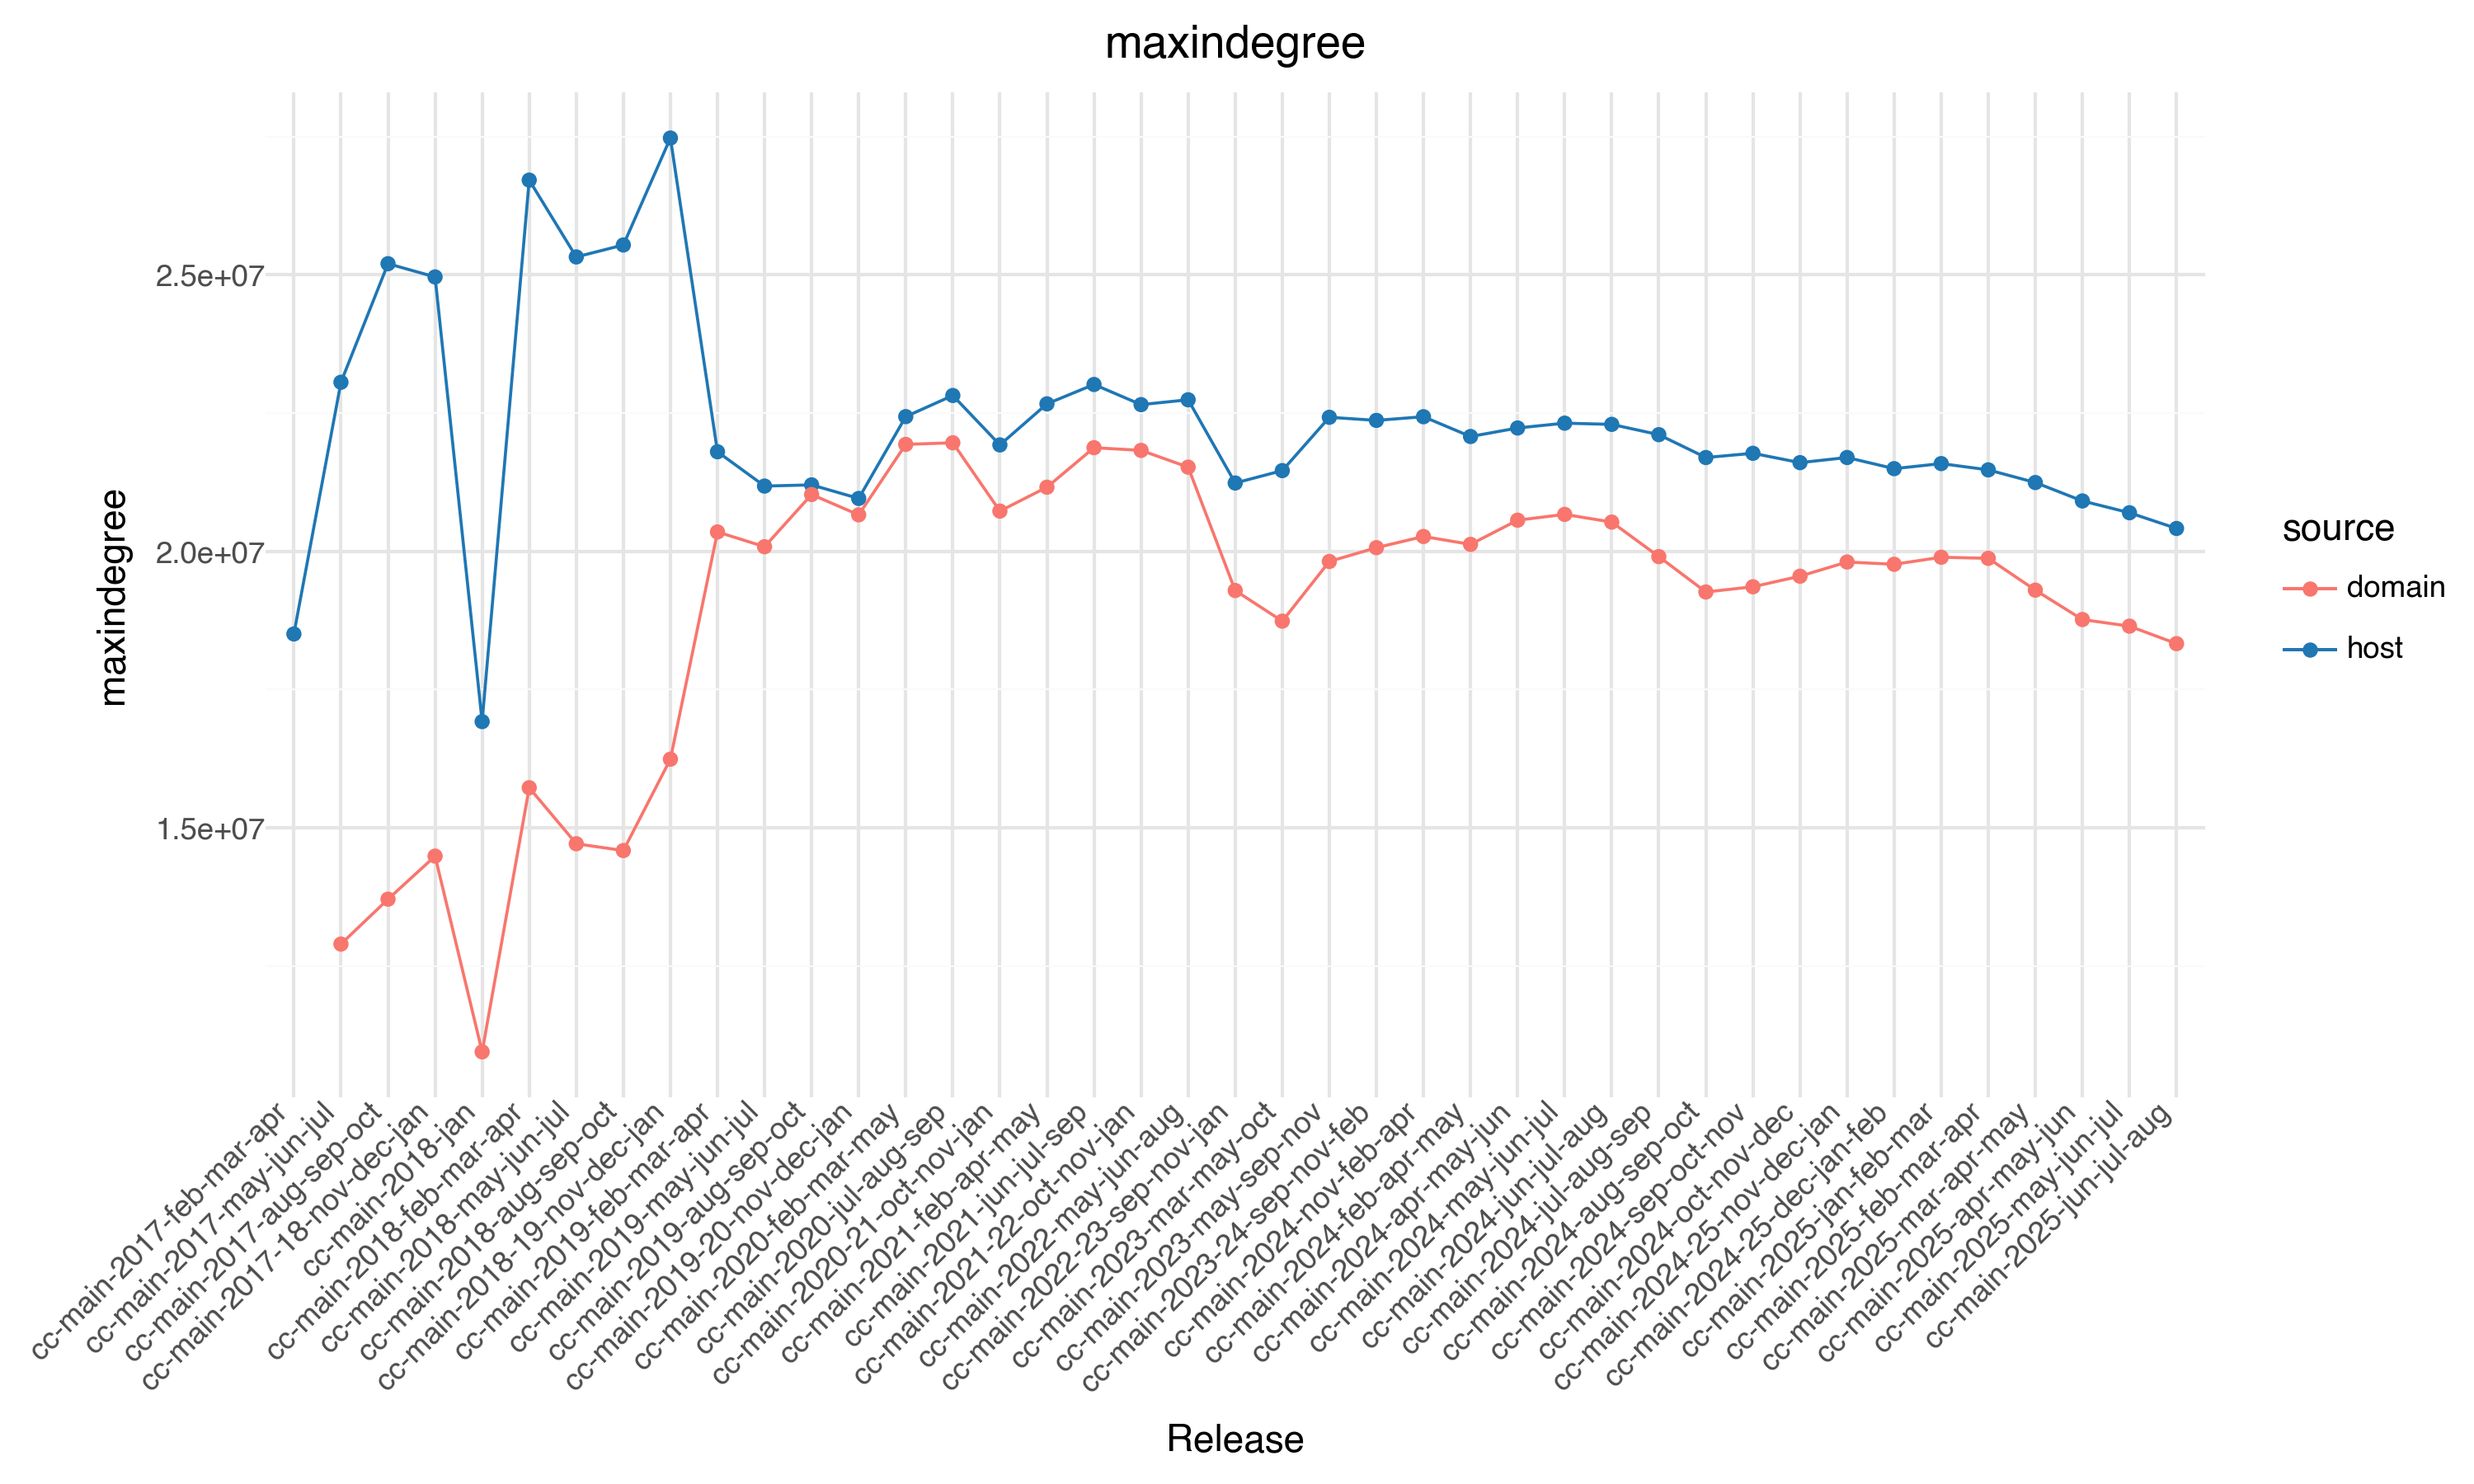 maxindegree
maxindegree
2.5e+07
2.0e+07
1.5e+07
cc-main-2017-feb-mar-apr
cc-main-2017-may-jun-jul
cc-main-2017-aug-sep-oct
cc-main-2017-18-nov-dec-jan
cc-main-2018-jan
cc-main-2018-feb-mar-apr
cc-main-2018-may-jun-jul
cc-main-2018-aug-sep-oct
cc-main-2018-19-nov-dec-jan
cc-main-2019-feb-mar-apr
cc-main-2019-may-jun-jul
cc-main-2019-aug-sep-oct
cc-main-2019-20-nov-dec-jan
cc-main-2020-feb-mar-may
cc-main-2020-jul-aug-sep
cc-main-2020-21-oct-nov-jan
cc-main-2021-feb-apr-may
cc-main-2021-jun-jul-sep
cc-main-2021-22-oct-nov-jan
cc-main-2022-may-jun-aug
cc-main-2022-23-sep-nov-jan
cc-main-2023-mar-may-oct
cc-main-2023-may-sep-nov
cc-main-2023-24-sep-nov-feb
cc-main-2024-nov-feb-apr
cc-main-2024-feb-apr-may
cc-main-2024-apr-may-jun
cc-main-2024-may-jun-jul
cc-main-2024-jun-jul-aug
cc-main-2024-jul-aug-sep
cc-main-2024-aug-sep-oct
cc-main-2024-sep-oct-nov
cc-main-2024-oct-nov-dec
cc-main-2024-25-nov-dec-jan
cc-main-2024-25-dec-jan-feb
cc-main-2025-jan-feb-mar
cc-main-2025-feb-mar-apr
cc-main-2025-mar-apr-may
cc-main-2025-apr-may-jun
cc-main-2025-may-jun-jul
cc-main-2025-jun-jul-aug
Release
source
domain
host